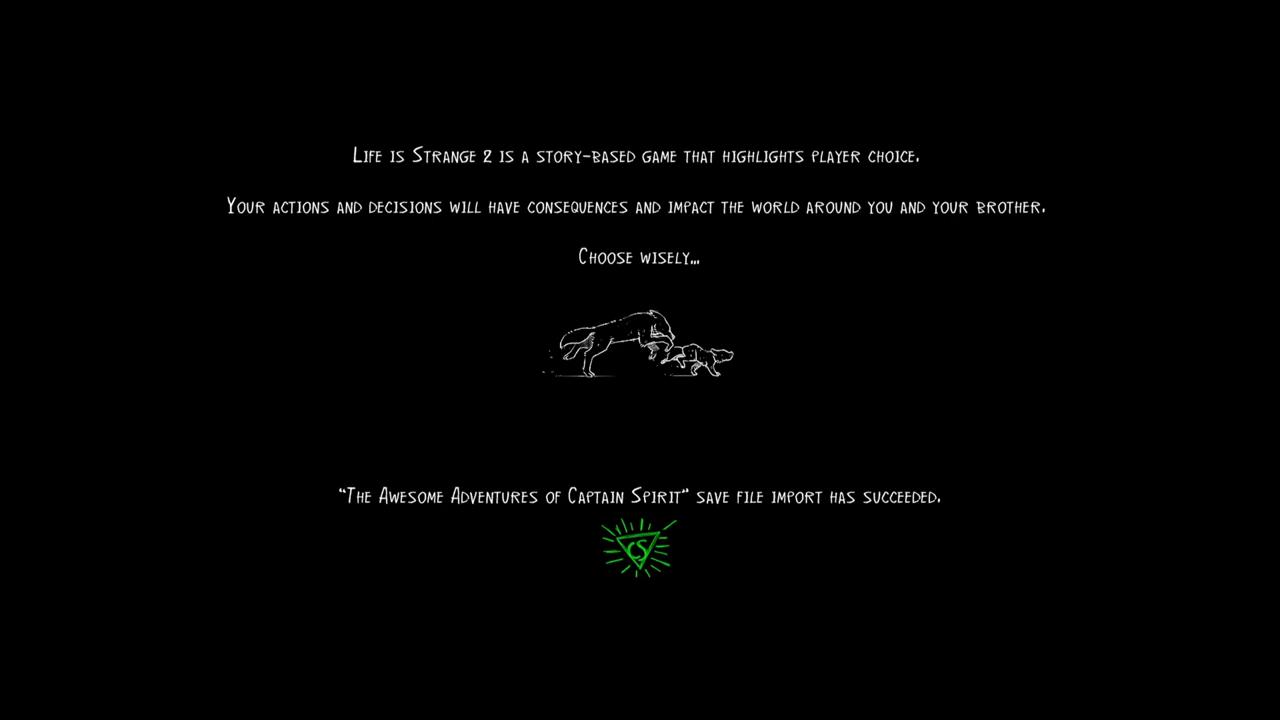 Life is Strange 2 is a story-based game that highlights player choice.
Your actions and decisions will have consequences and impact the world around you and your brother.
Choose wisely...
“The Awesome Adventures of Captain Spirit” save file import has succeeded.
CS